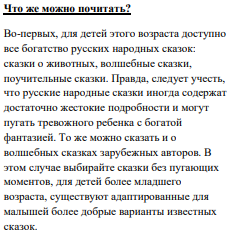 Что же можно почитать?
Во-первых, для детей этого возраста доступно
все богатство русских народных сказок:
сказки о животных, волшебные сказки,
поучительные сказки. Правда, следует учесть,
что русские народные сказки иногда содержат
достаточно жестокие подробности и могут
пугать тревожного ребенка с богатой
фантазией. То же можно сказать и о
волшебных сказках зарубежных авторов. В
этом случае выбирайте сказки без пугающих
моментов, для детей более младшего
возраста, существуют адаптированные для
малышей более добрые варианты известных
сказок.